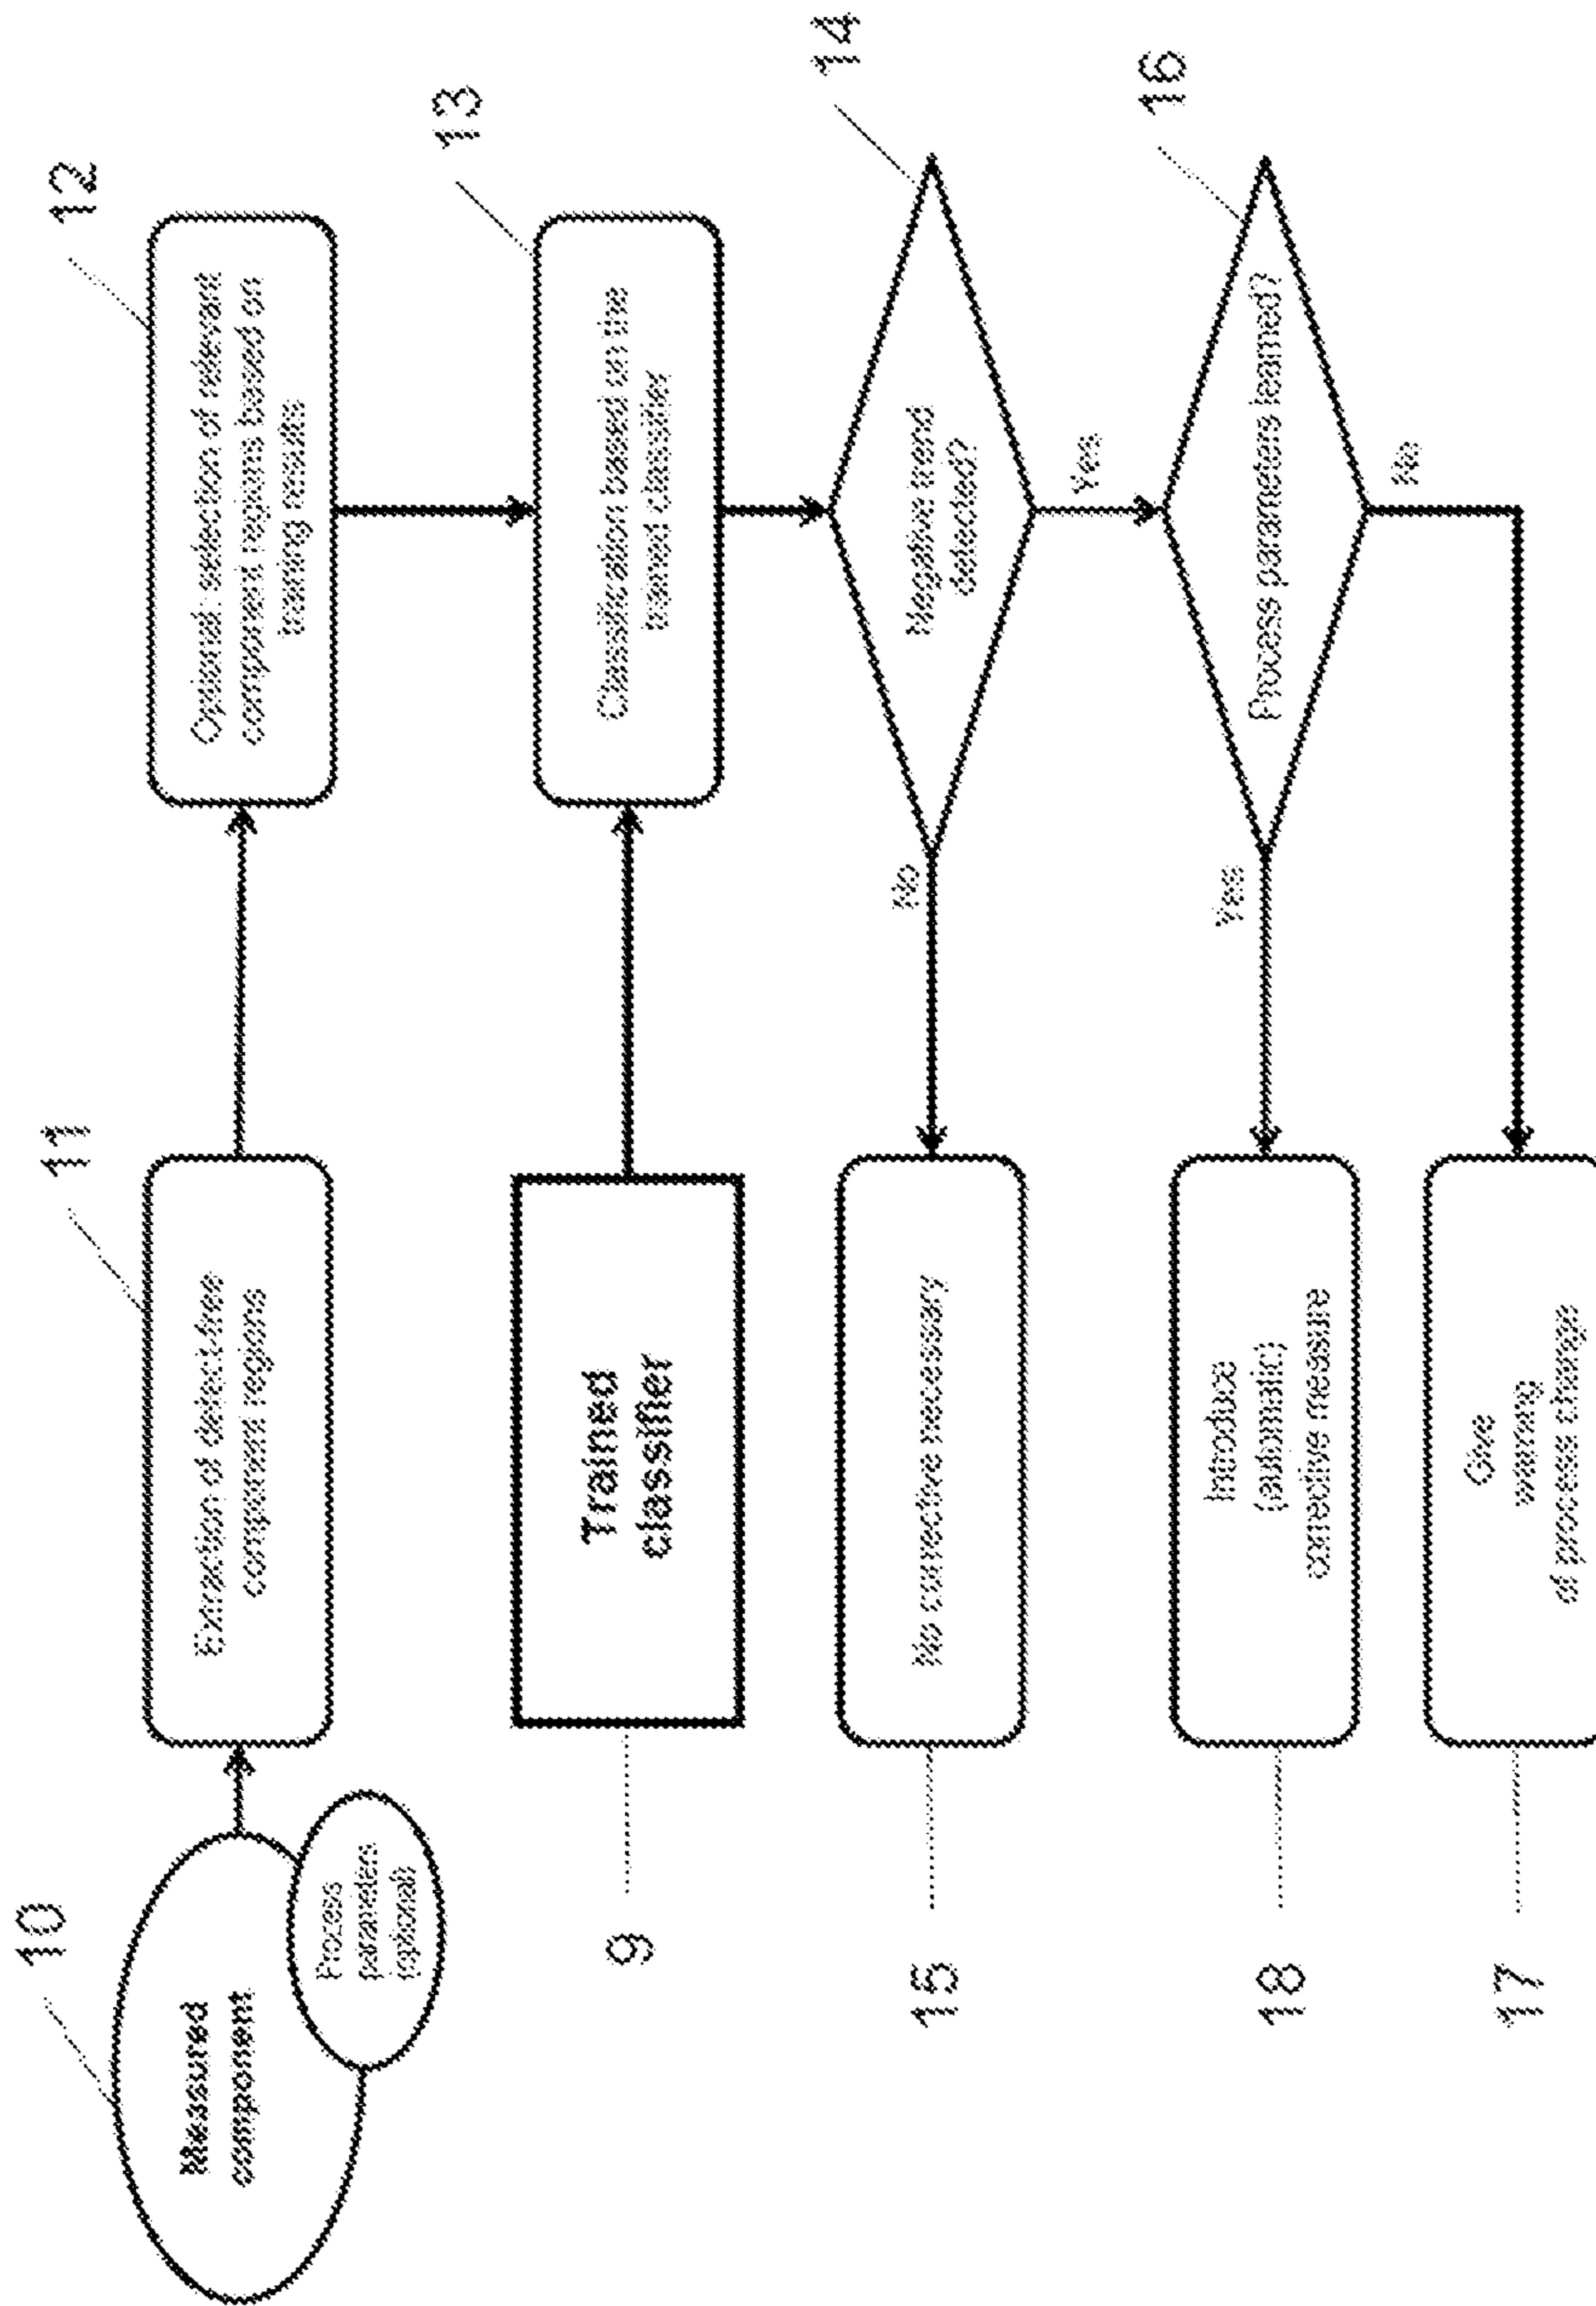 10
Measured
component
Process
parameters
(optional)
11
Extraction of defect-free
component regions
12
Optional: selection of relevant
component regions based on
training results
9
Trained
classifier
13
Classification based on the
trained classifier
14
Negative trend
detected?
No
Yes
15
No corrective necessary
16
Process parameters learned?
Yes
No
18
Introduce
(automatic)
corrective measure
17
Give
warning
of process change